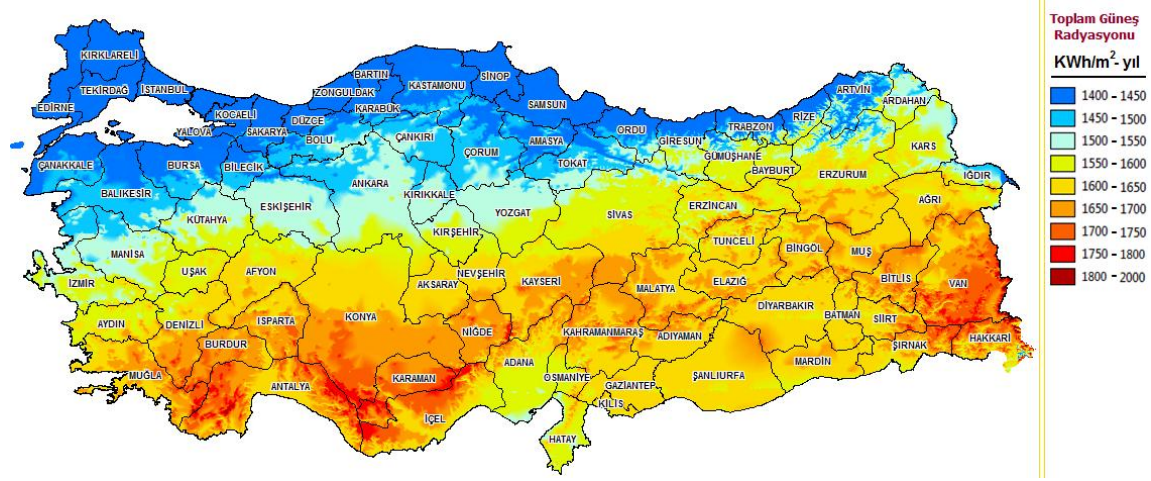 Toplam Güneş
Radyasyonu
KWh/m²- yıl
1400 - 1450
1450 - 1500
1500 - 1550
1550 - 1600
1600 - 1650
1650 - 1700
1700 - 1750
1750 - 1800
1800 - 2000
KIRKLARELİ
TEKİRDAĞ
İSTANBUL
EDİRNE
KOCAELİ
YALOVA
SAKARYA
DÜZCE
BOLU
ZONGULDAK
BARTIN
KARABÜK
KASTAMONU
SİNOP
SAMSUN
ÇANKIRI
ÇORUM
AMASYA
TOKAT
ORDU
GİRESUN
TRABZON
RİZE
ARTVİN
ARDAHAN
KARS
GÜMÜŞHANE
BAYBURT
ERZURUM
IĞDIR
AĞRI
ÇANAKKALE
BURSA
BİLECİK
BALIKESİR
KÜTAHYA
ESKİŞEHİR
ANKARA
KIRIKKALE
YOZGAT
SİVAS
ERZİNCAN
KIRŞEHİR
TUNCELİ
BİNGÖL
MUŞ
MANİSA
İZMİR
UŞAK
AFYON
NEVŞEHİR
AKSARAY
KAYSERİ
MALATYA
ELAZIĞ
BİTLİS
VAN
AYDIN
DENİZLİ
ISPARTA
BURDUR
KONYA
NİĞDE
KAHRAMANMARAŞ
ADIYAMAN
DİYARBAKIR
BATMAN
SİİRT
ŞIRNAK
HAKKARİ
MUĞLA
ANTALYA
KARAMAN
İÇEL
ADANA
OSMANİYE
GAZİANTEP
KİLİS
ŞANLIURFA
MARDİN
HATAY